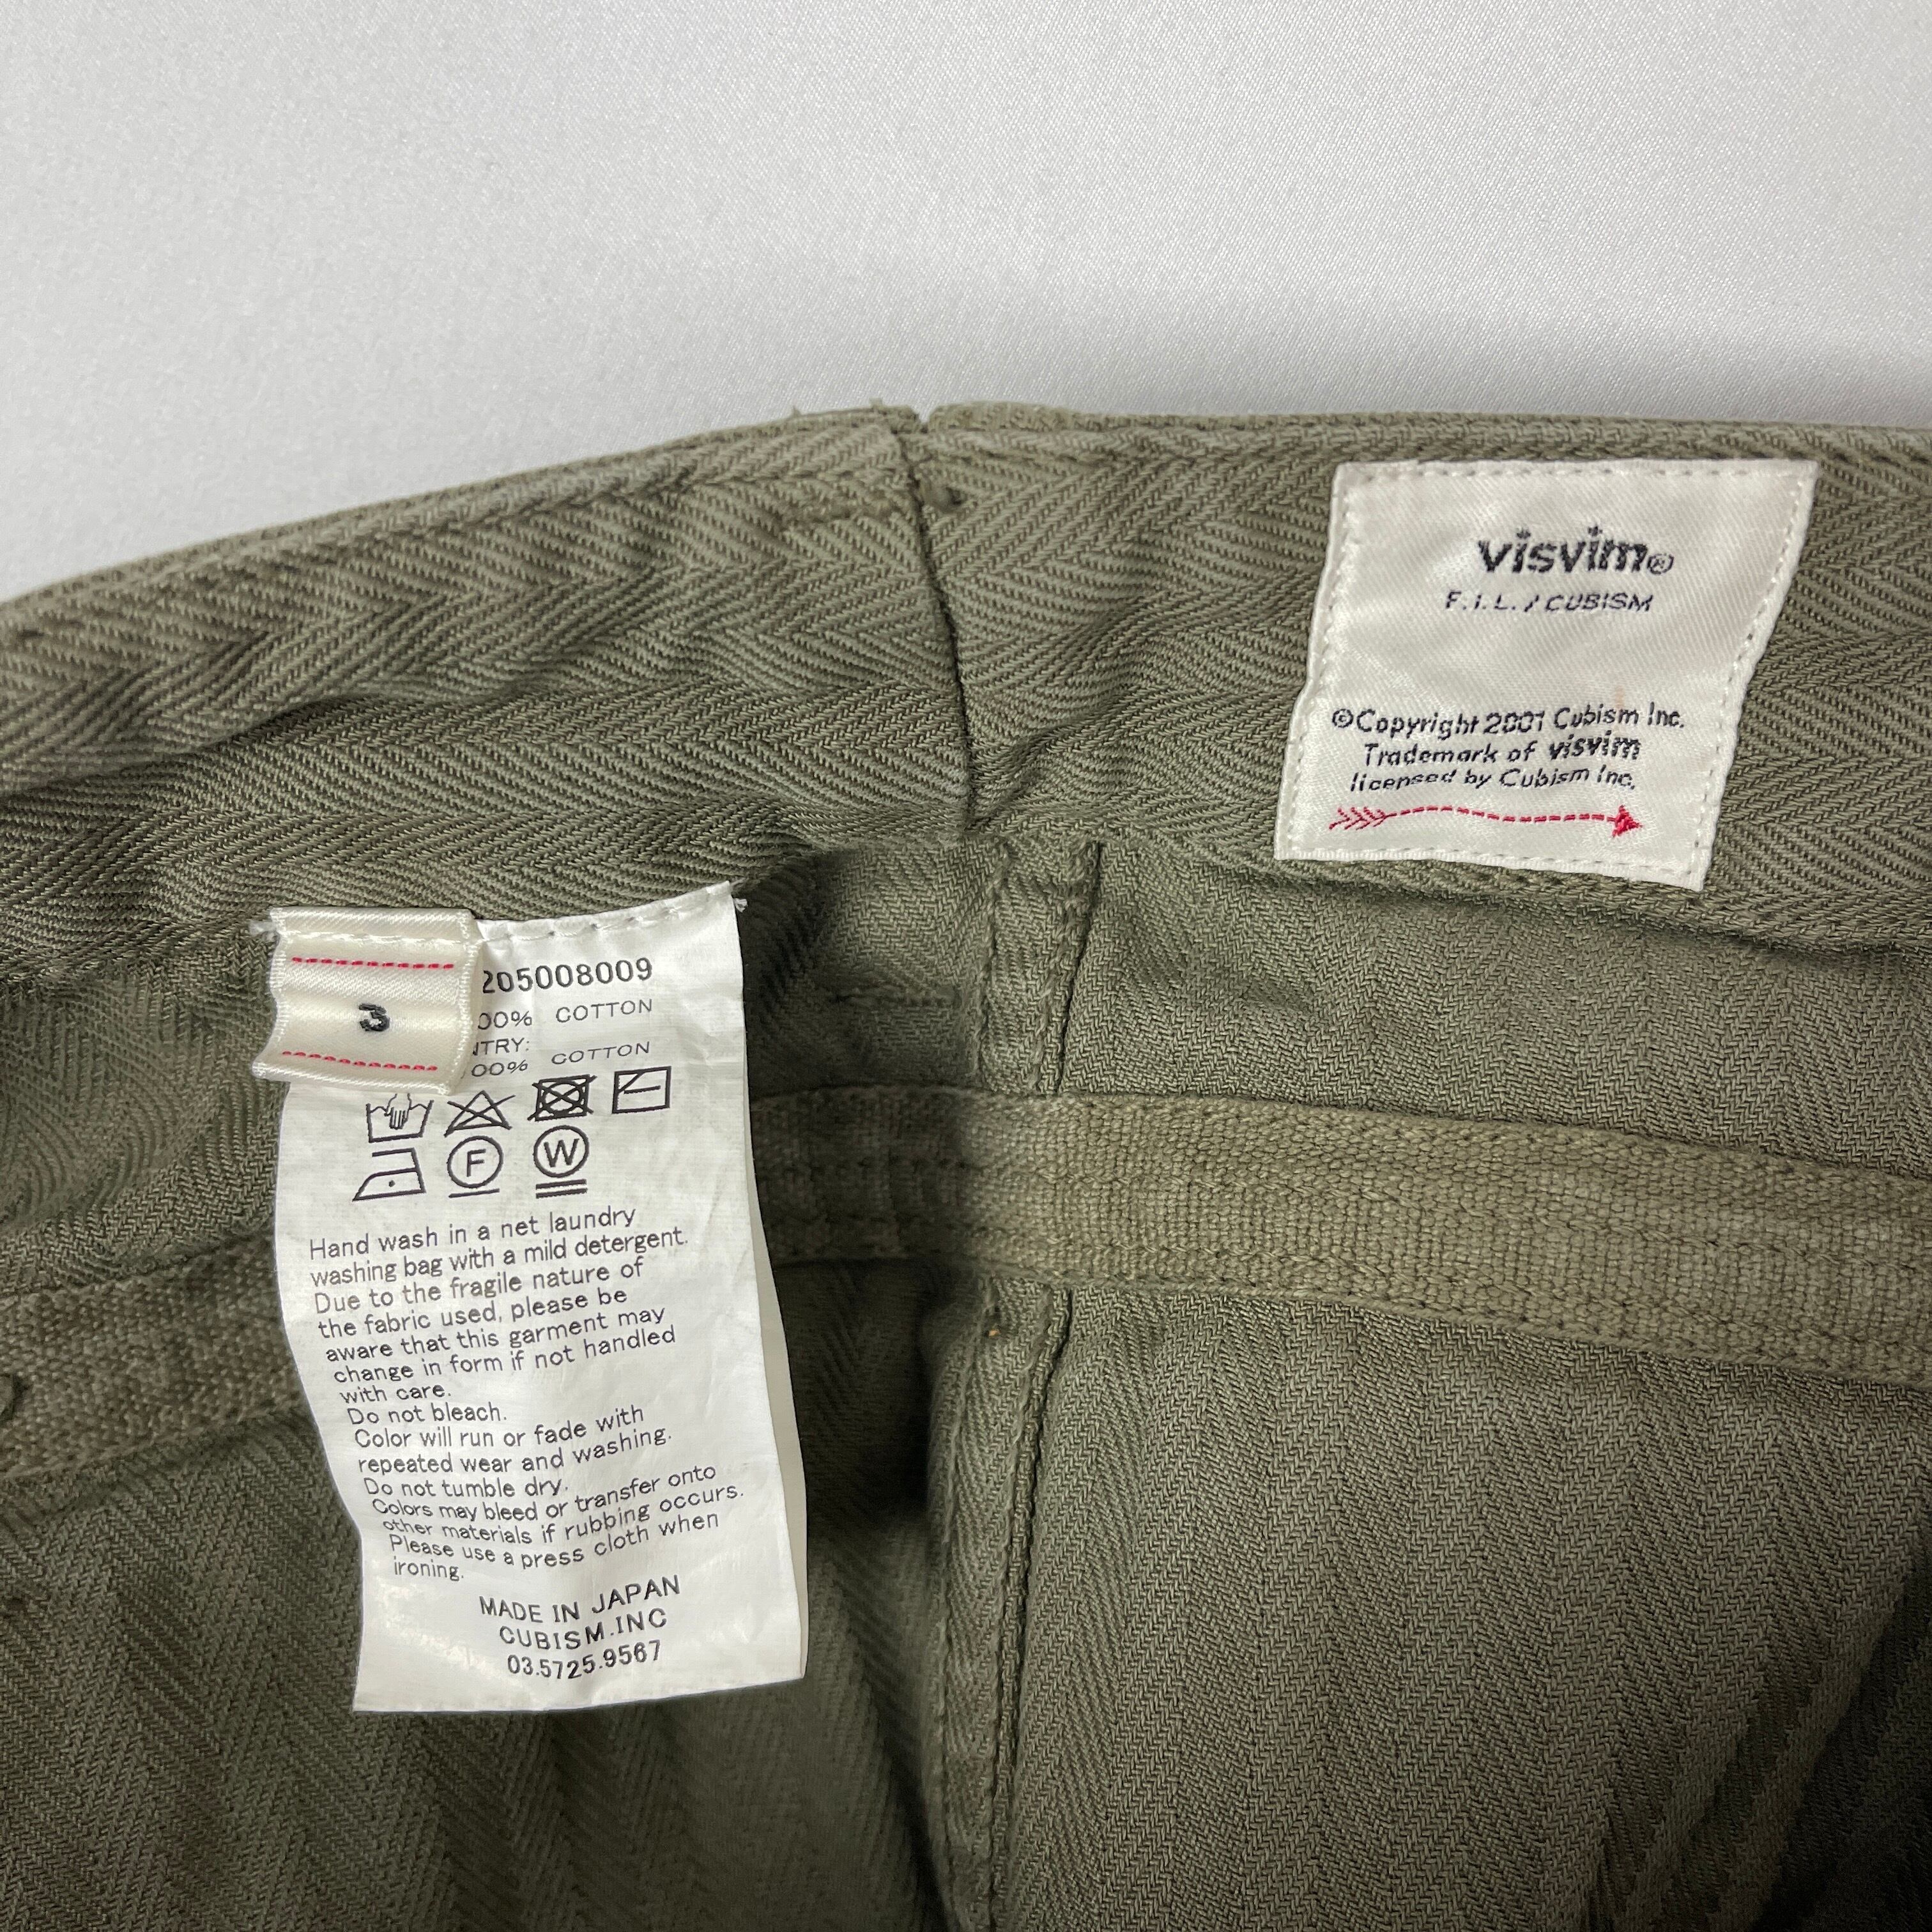 visvim®
F.I.L. / CUBISM
©Copyright 2001 Cubism Inc.
Trademark of visvim
licensed by Cubism Inc.
3
205008009
00% COTTON
NTRY:
00% COTTON
F
W
Hand wash in a net laundry
washing bag with a mild detergent.
Due to the fragile nature of
the fabric used, please be
aware that this garment may
change in form if not handled
with care.
Do not bleach.
Color will run or fade with
repeated wear and washing.
Do not tumble dry.
Colors may bleed or transfer onto
other materials if rubbing occurs.
Please use a press cloth when
ironing.
MADE IN JAPAN
CUBISM.INC
03.5725.9567